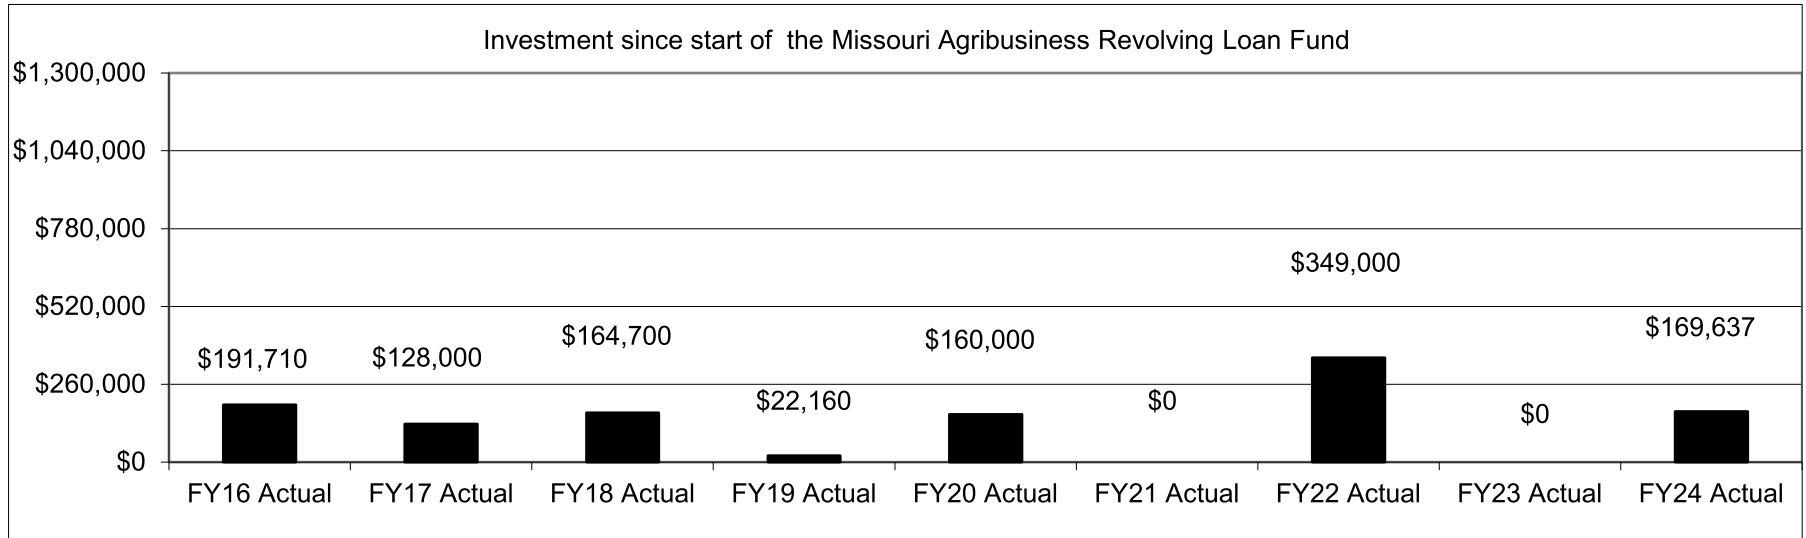 Investment since start of  the Missouri Agribusiness Revolving Loan Fund
$1,300,000
$1,040,000
$780,000
$520,000
$260,000
$0
$191,710
$128,000
$164,700
$22,160
$160,000
$0
$349,000
$0
$169,637
FY16 Actual
FY17 Actual
FY18 Actual
FY19 Actual
FY20 Actual
FY21 Actual
FY22 Actual
FY23 Actual
FY24 Actual